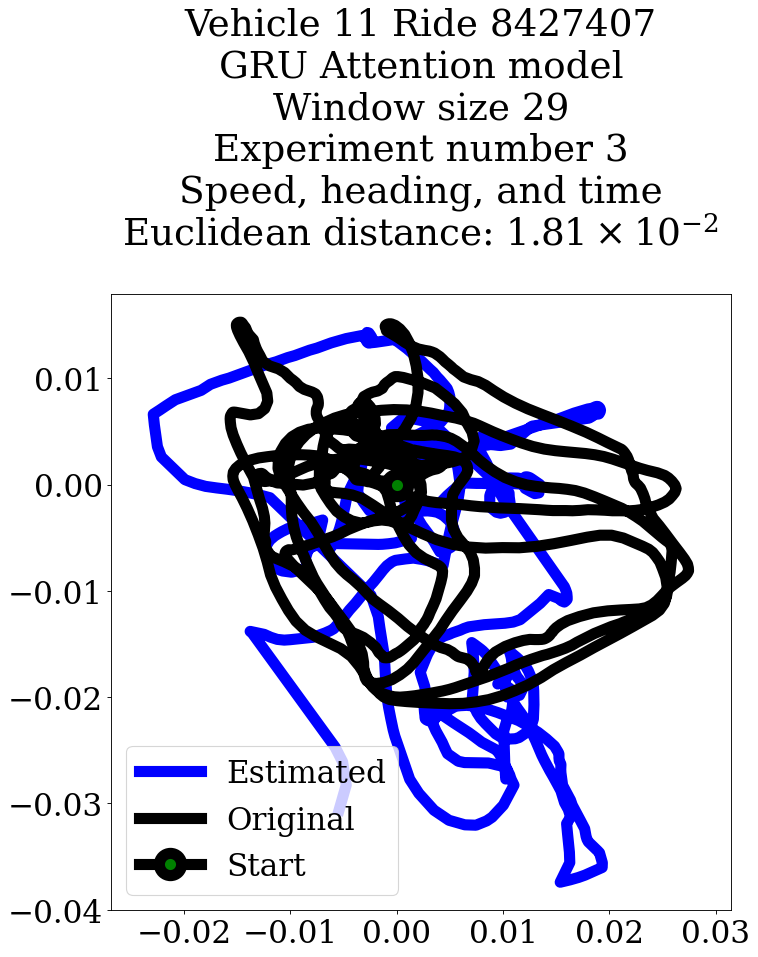 Vehicle 11 Ride 8427407
GRU Attention model
Window size 29
Experiment number 3
Speed, heading, and time
Euclidean distance: 1.81 × 10⁻²
0.01
0.00
−0.01
−0.02
−0.03
−0.04
Estimated
Original
Start
−0.02 −0.01 0.00 0.01 0.02 0.03